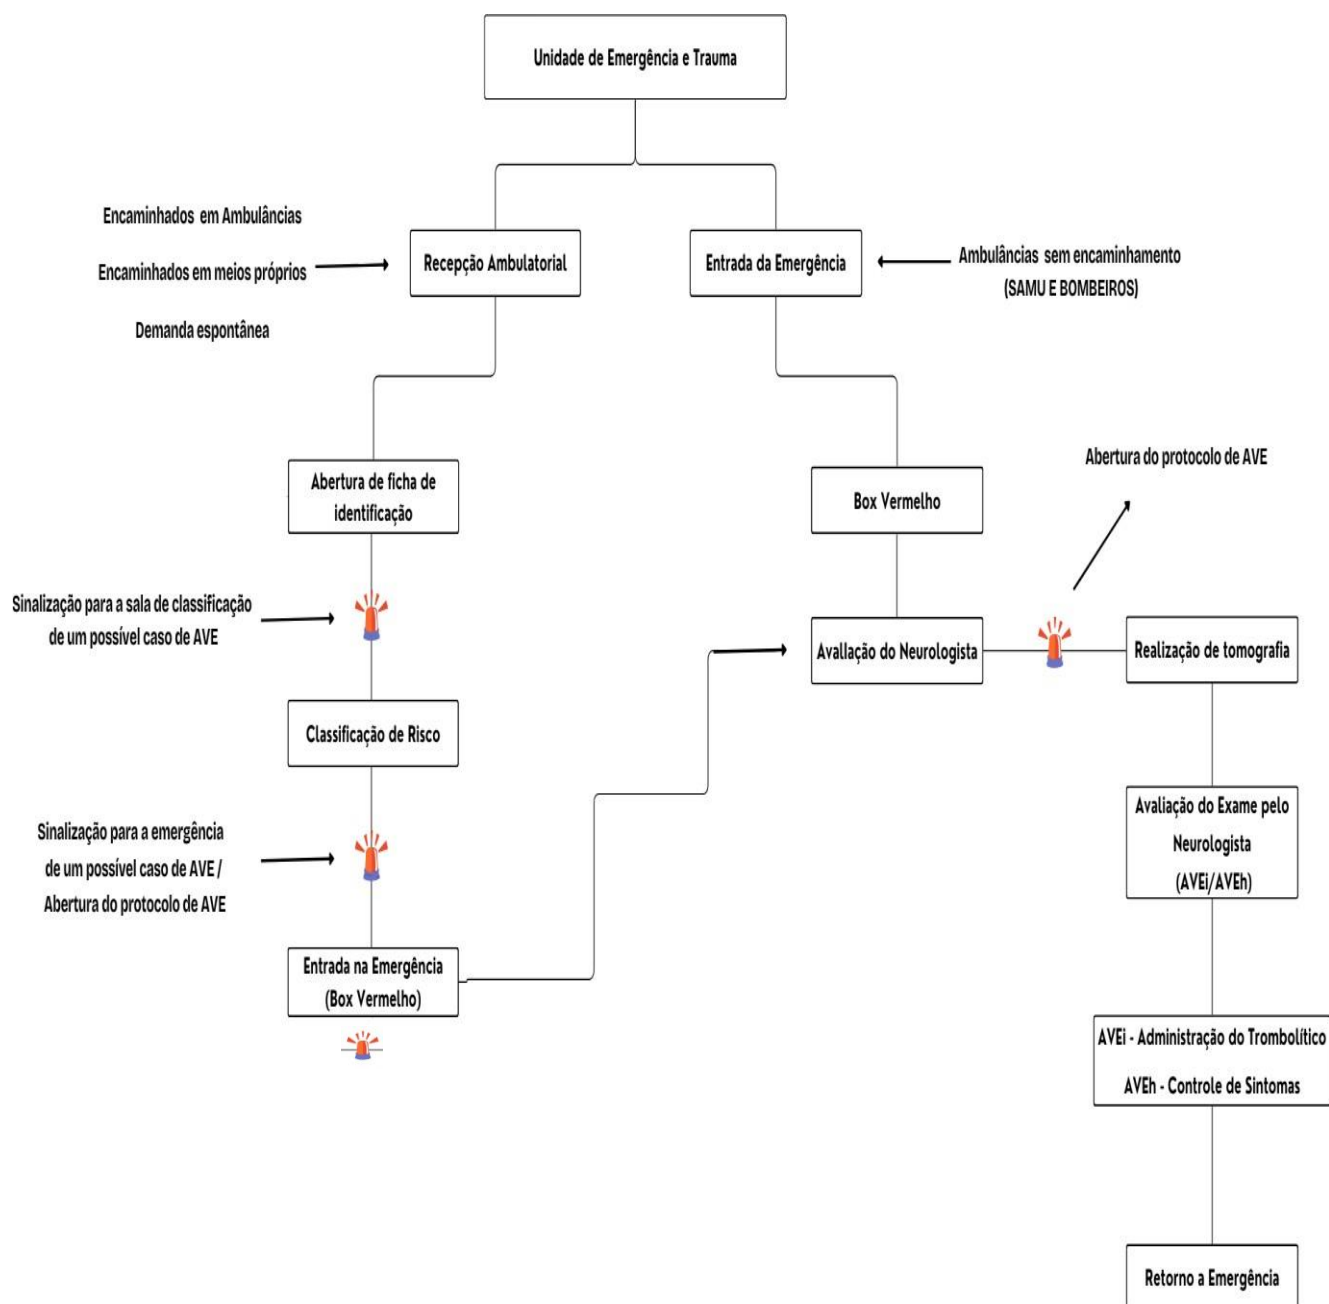 Unidade de Emergência e Trauma
Encaminhados em Ambulâncias
Encaminhados em meios próprios
Demanda espontânea
Recepção Ambulatorial
Entrada da Emergência
Ambulâncias sem encaminhamento
(SAMU E BOMBEIROS)
Abertura de ficha de
identificação
Box Vermelho
Abertura do protocolo de AVE
Sinalização para a sala de classificação
de um possível caso de AVE
Avaliação do Neurologista
Realização de tomografia
Classificação de Risco
Sinalização para a emergência
de um possível caso de AVE /
Abertura do protocolo de AVE
Avaliação do Exame pelo
Neurologista
(AVEi/AVEh)
Entrada na Emergência
(Box Vermelho)
AVEi - Administração do Trombolítico
AVEh - Controle de Sintomas
Retorno a Emergência